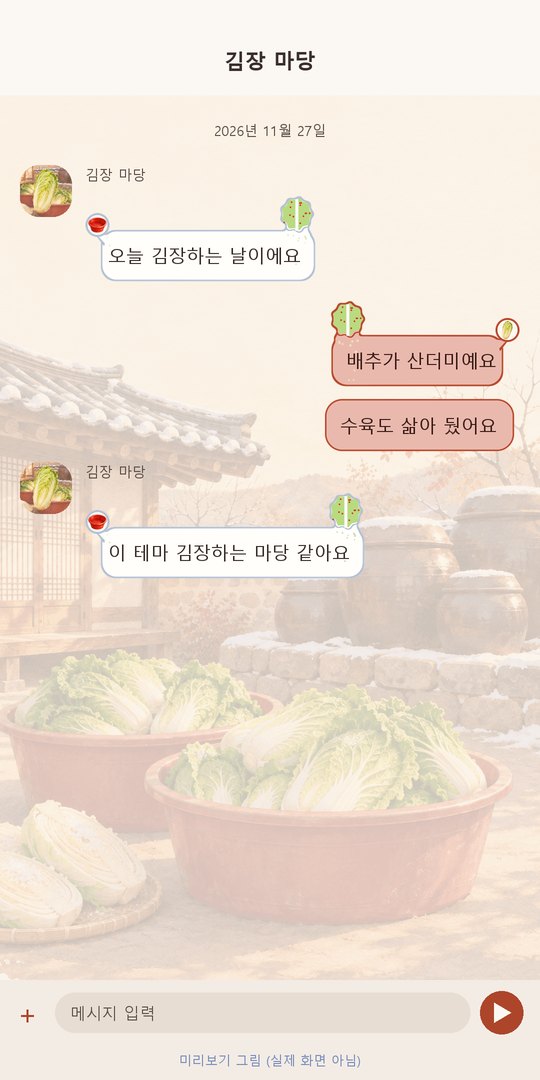 김장 마당
2026년 11월 27일
김장 마당
오늘 김장하는 날이에요
배추가 산더미예요
수육도 삶아 뒀어요
김장 마당
이 테마 김장하는 마당 같아요
+ 메시지 입력
미리보기 그림 (실제 화면 아님)